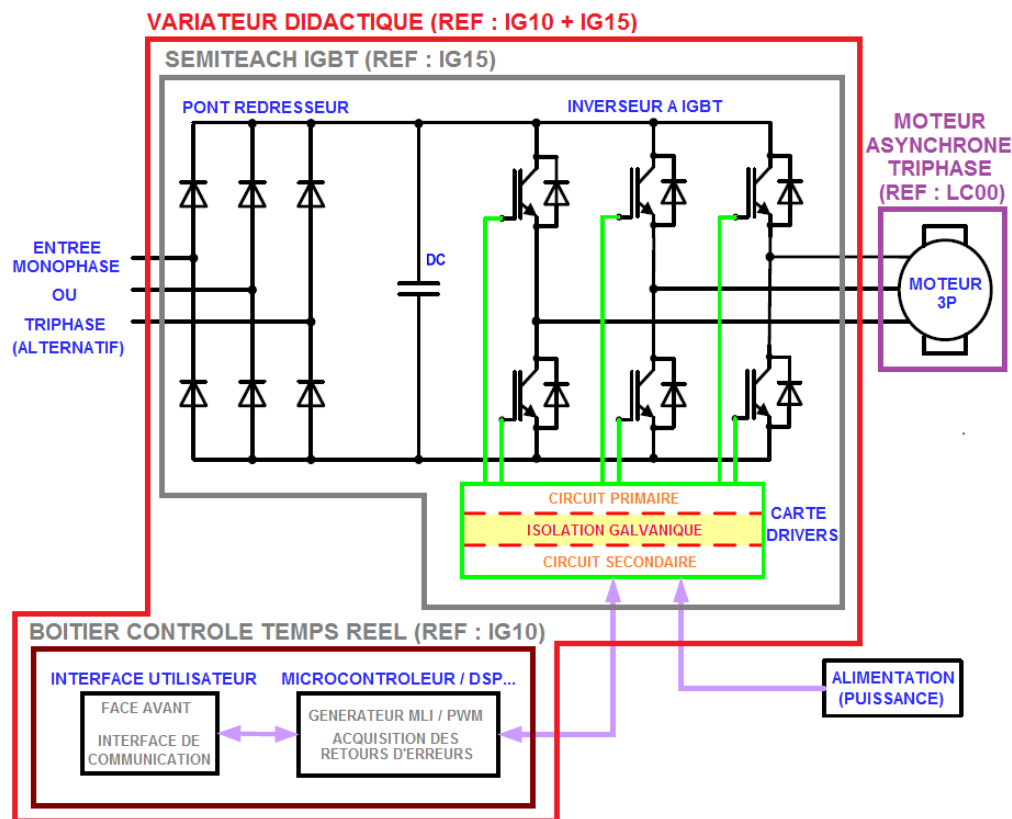 VARIATEUR DIDACTIQUE (REF : IG10 + IG15)
SEMITEACH IGBT (REF : IG15)
PONT REDRESSEUR
INVERSEUR A IGBT
MOTEUR
ASYNCHRONE
TRIPHASE
(REF : LC00)
ENTREE
MONOPHASE
OU
TRIPHASE
(ALTERNATIF)
DC
MOTEUR
3P
CIRCUIT PRIMAIRE
ISOLATION GALVANIQUE
CIRCUIT SECONDAIRE
CARTE
DRIVERS
BOITIER CONTROLE TEMPS REEL (REF : IG10)
INTERFACE UTILISATEUR
FACE AVANT
INTERFACE DE
COMMUNICATION
MICROCONTROLEUR / DSP...
GENERATEUR MLI / PWM
ACQUISITION DES
RETOURS D'ERREURS
ALIMENTATION
(PUISSANCE)